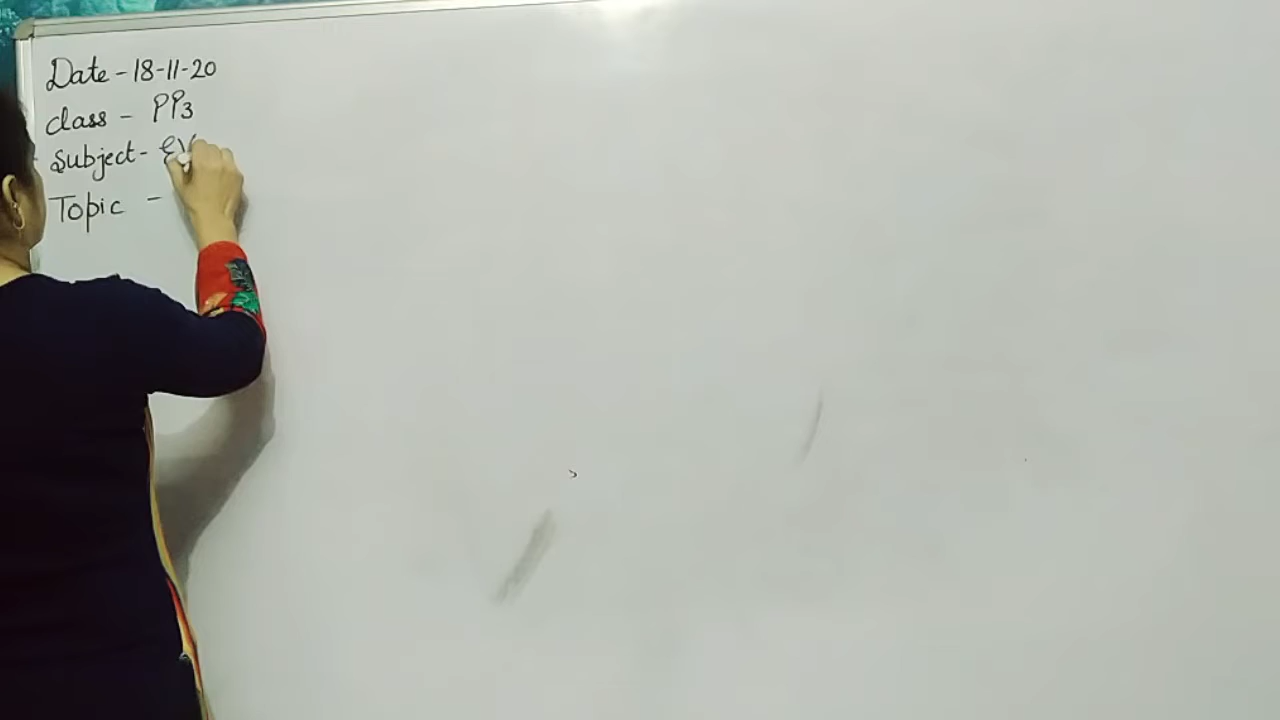 Date - 18-11-20
class - PP3
Subject - EV
Topic -